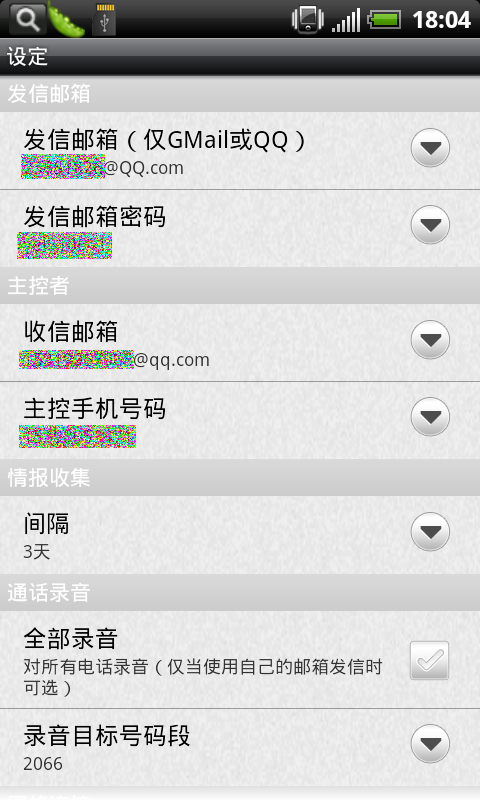 18:04
设定
发信邮箱
发信邮箱（仅GMail或QQ）
@QQ.com
发信邮箱密码
主控者
收信邮箱
@qq.com
主控手机号码
情报收集
间隔
3天
通话录音
全部录音
对所有电话录音（仅当使用自己的邮箱发信时
可选）
录音目标号码段
2066